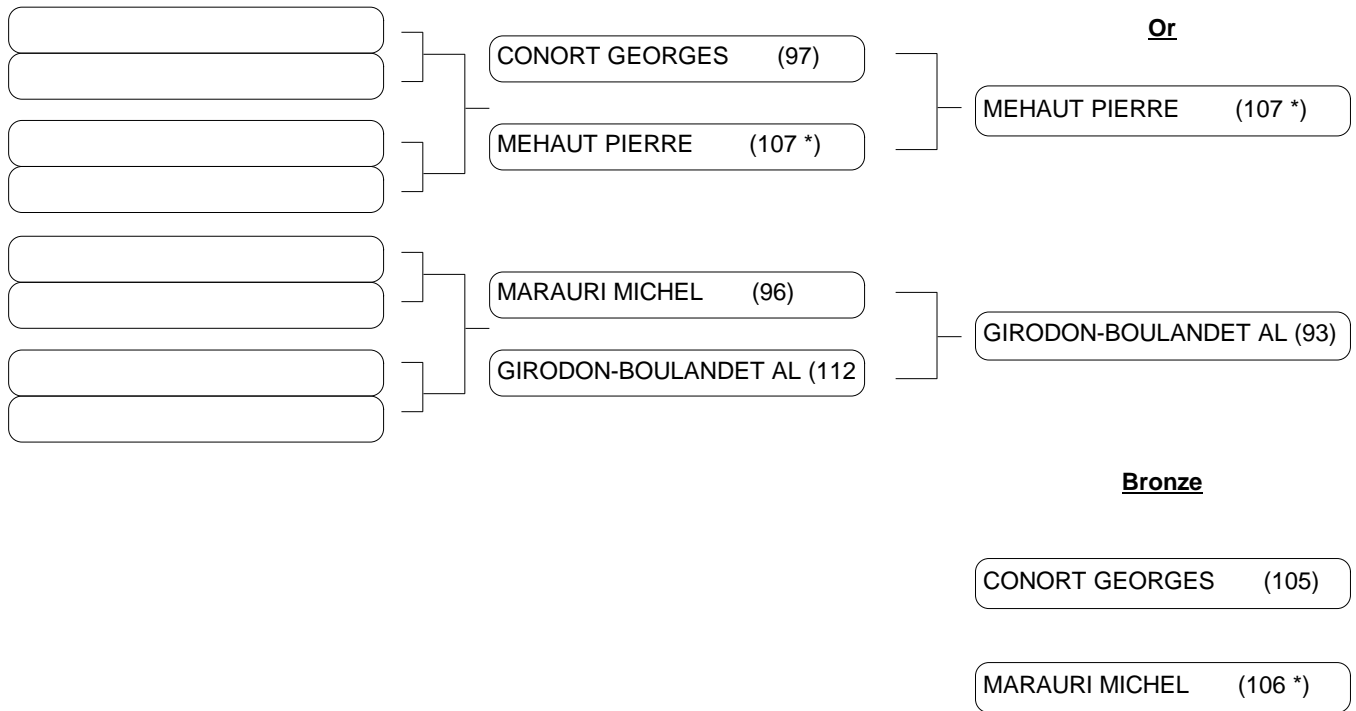 Or
CONORT GEORGES (97)
MEHAUT PIERRE (107 *)
MEHAUT PIERRE (107 *)
MARAURI MICHEL (96)
GIRODON-BOULANDET AL (93)
GIRODON-BOULANDET AL (112
Bronze
CONORT GEORGES (105)
MARAURI MICHEL (106 *)